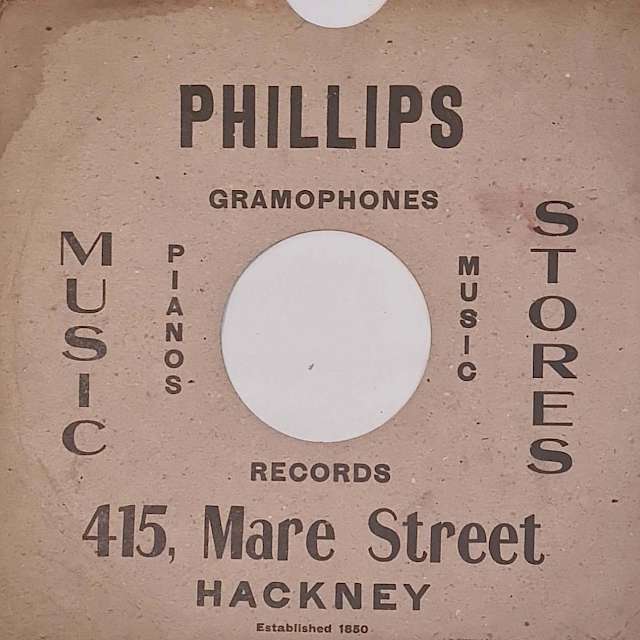 PHILLIPS
GRAMOPHONES
MUSIC
PIANOS
MUSIC
STORES
RECORDS
415, Mare Street
HACKNEY
Established 1850